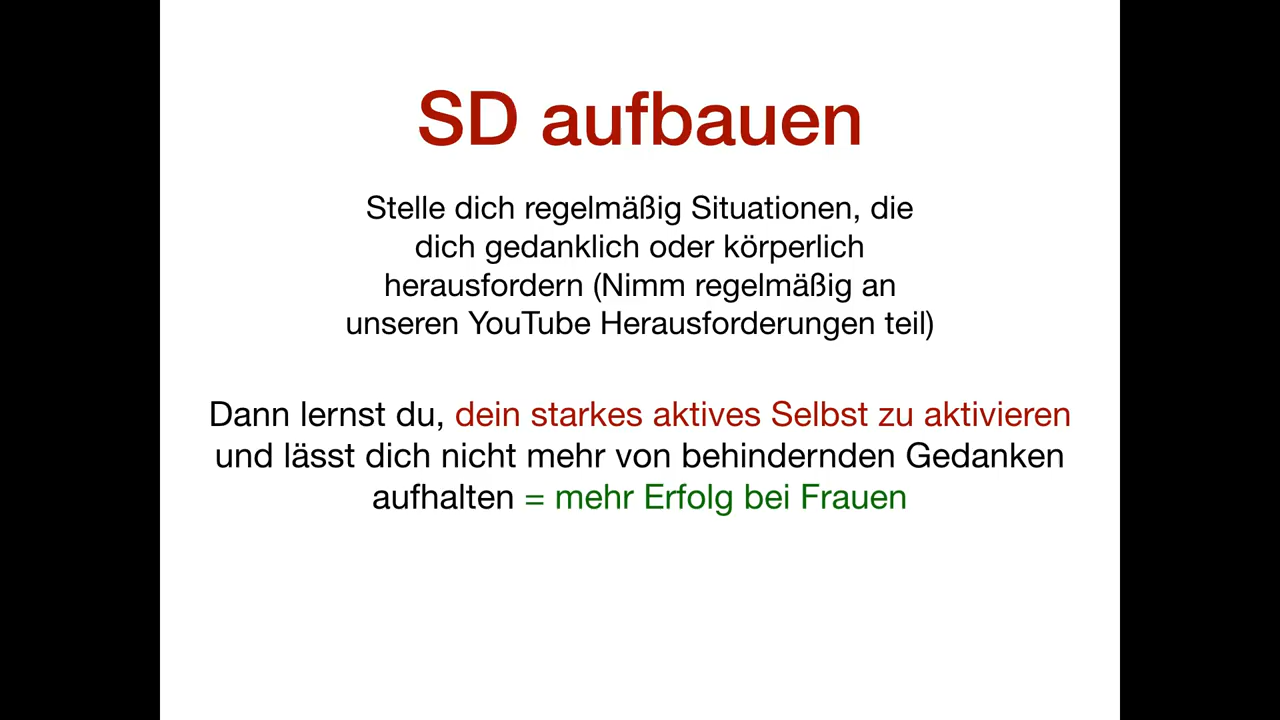 SD aufbauen
Stelle dich regelmäßig Situationen, die
dich gedanklich oder körperlich
herausfordern (Nimm regelmäßig an
unseren YouTube Herausforderungen teil)
Dann lernst du, dein starkes aktives Selbst zu aktivieren
und lässt dich nicht mehr von behindernden Gedanken
aufhalten = mehr Erfolg bei Frauen